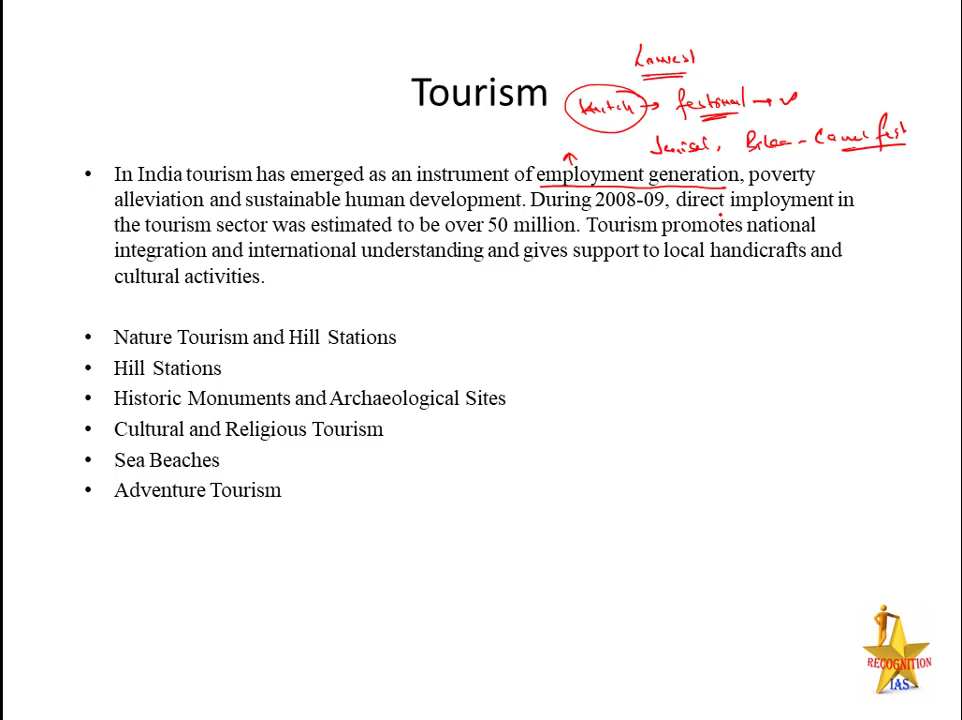 Lowest
Tourism
Kutch → festival →
Camel fest
• In India tourism has emerged as an instrument of employment generation, poverty
alleviation and sustainable human development. During 2008-09, direct imployment in
the tourism sector was estimated to be over 50 million. Tourism promotes national
integration and international understanding and gives support to local handicrafts and
cultural activities.
• Nature Tourism and Hill Stations
• Hill Stations
• Historic Monuments and Archaeological Sites
• Cultural and Religious Tourism
• Sea Beaches
• Adventure Tourism
RECOGNITION
IAS